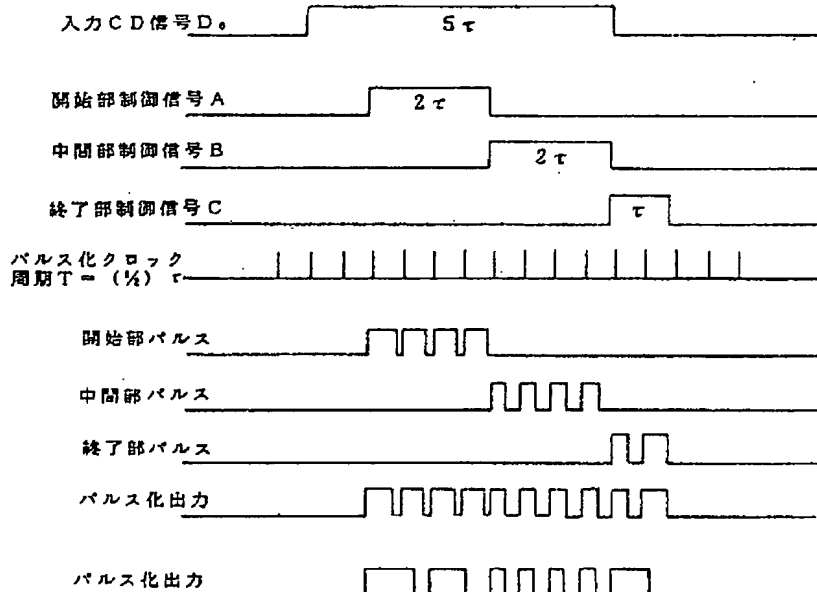 入力CD信号D₀
5τ
開始部制御信号A
2τ
中間部制御信号B
2τ
終了部制御信号C
τ
パルス化クロック
周期T=(½)τ
開始部パルス
中間部パルス
終了部パルス
パルス化出力
パルス化出力